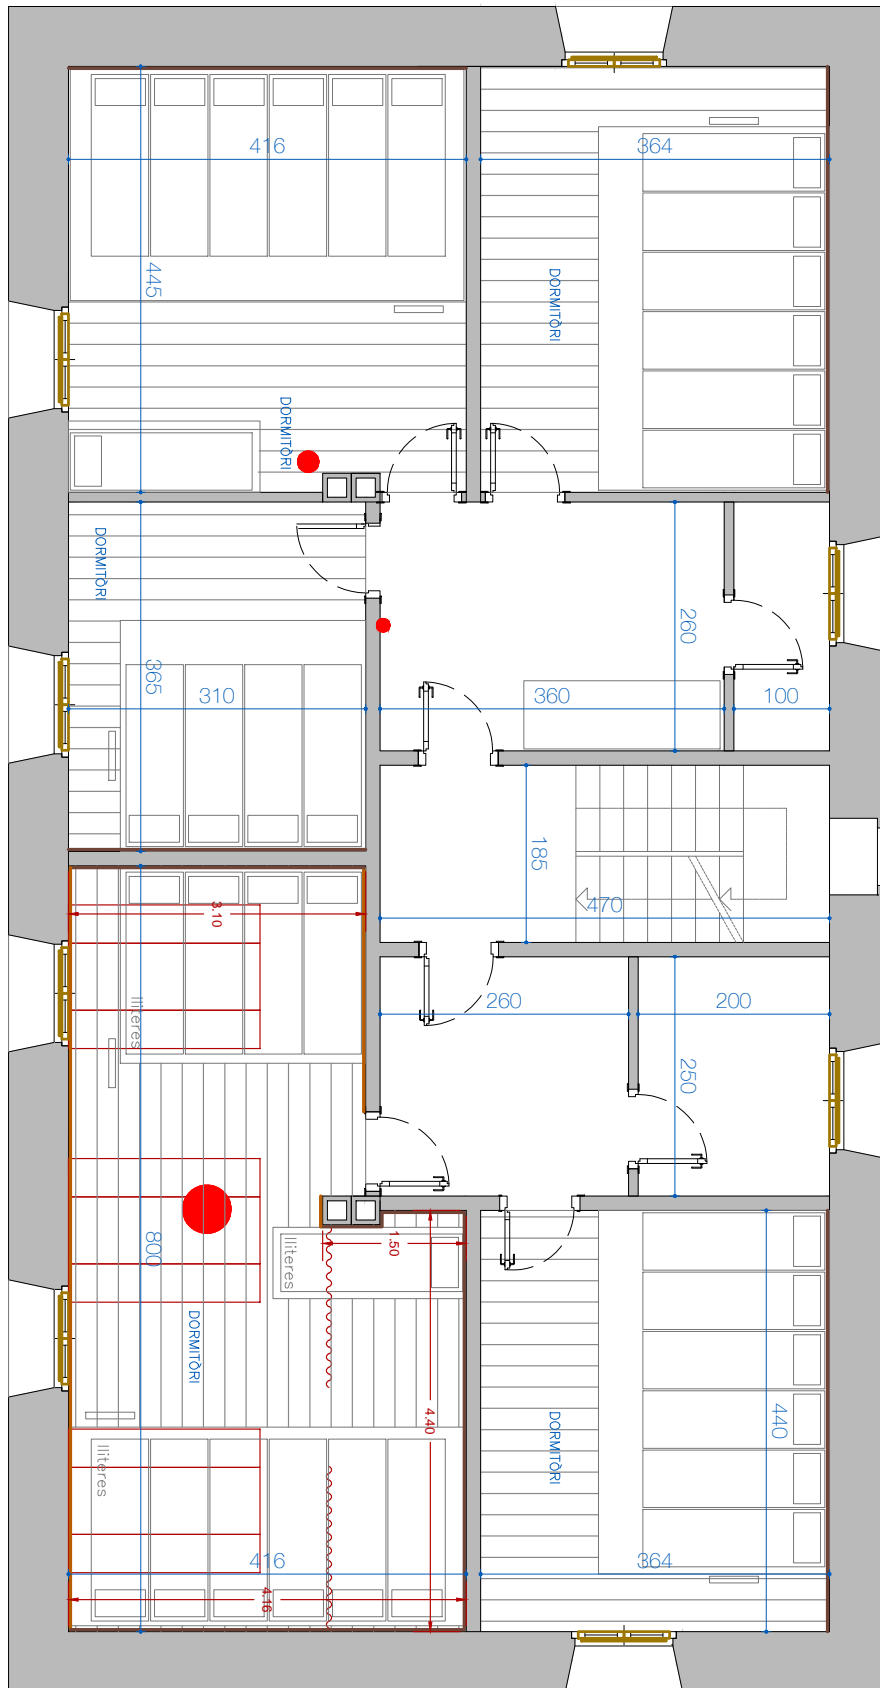 416
364
445
DORMITÒRI
DORMITÒRI
DORMITÒRI
260
365
310
360
100
185
470
3.10
lliteres
260
200
250
800
1.50
lliteres
DORMITÒRI
4.40
DORMITÒRI
440
lliteres
416
364
4.16